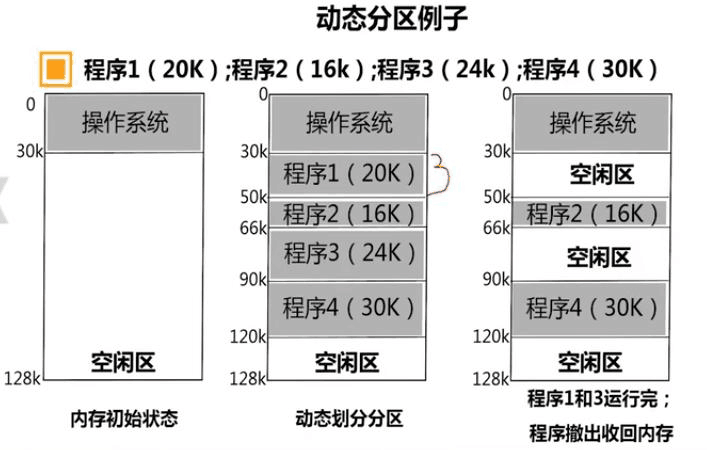 动态分区例子
程序1（20K）;程序2（16k）;程序3（24k）;程序4（30K）
0
操作系统
30k
空闲区
128k
内存初始状态
0
操作系统
30k
程序1（20K）
50k
程序2（16K）
66k
程序3（24K）
90k
程序4（30K）
120k
空闲区
128k
动态划分分区
0
操作系统
30k
空闲区
50k
程序2（16K）
66k
空闲区
90k
程序4（30K）
120k
空闲区
128k
程序1和3运行完；
程序撤出收回内存